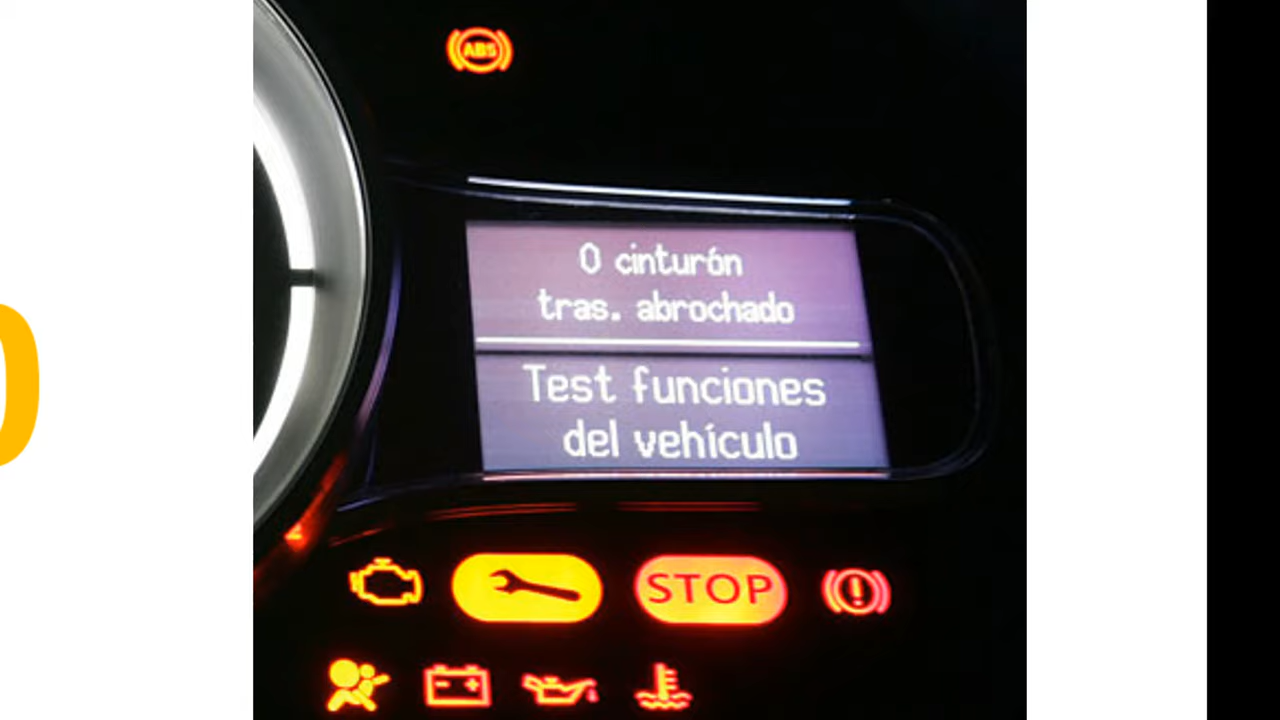 ABS
0 cinturón
tras. abrochado
Test funciones
del vehículo
STOP